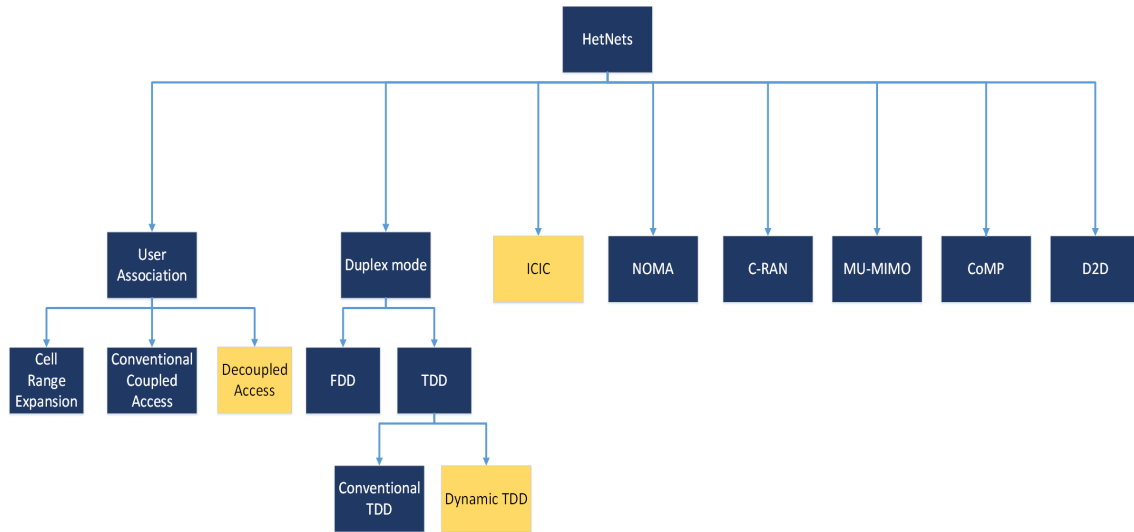 HetNets
User
Association
Duplex mode
ICIC
NOMA
C-RAN
MU-MIMO
CoMP
D2D
Cell
Range
Expansion
Conventional
Coupled
Access
Decoupled
Access
FDD
TDD
Conventional
TDD
Dynamic TDD